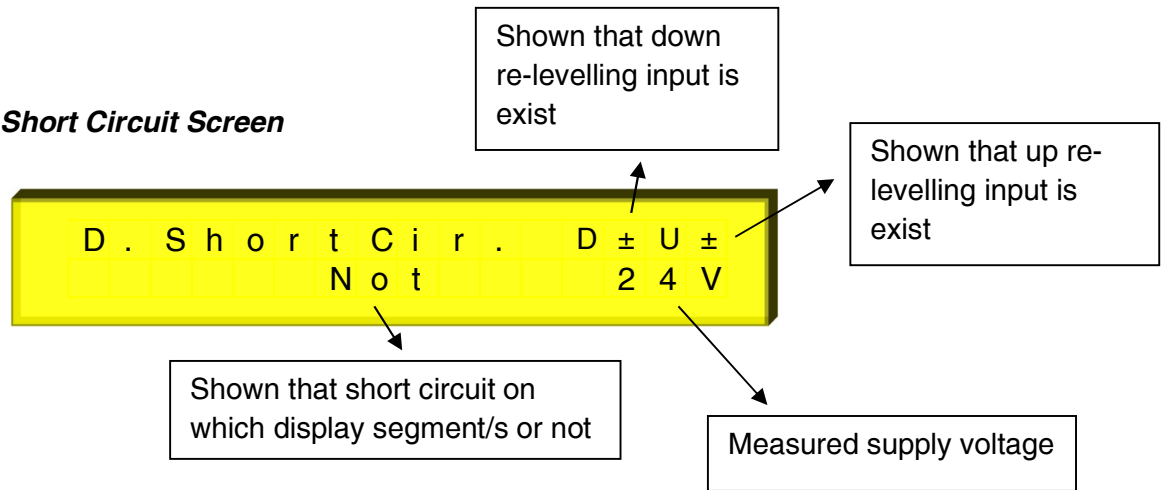 Shown that down
re-levelling input is
exist
Short Circuit Screen
Shown that up re-
levelling input is
exist
D . S h o r t C i r . D ± U ±
N o t 2 4 V
Shown that short circuit on
which display segment/s or not
Measured supply voltage